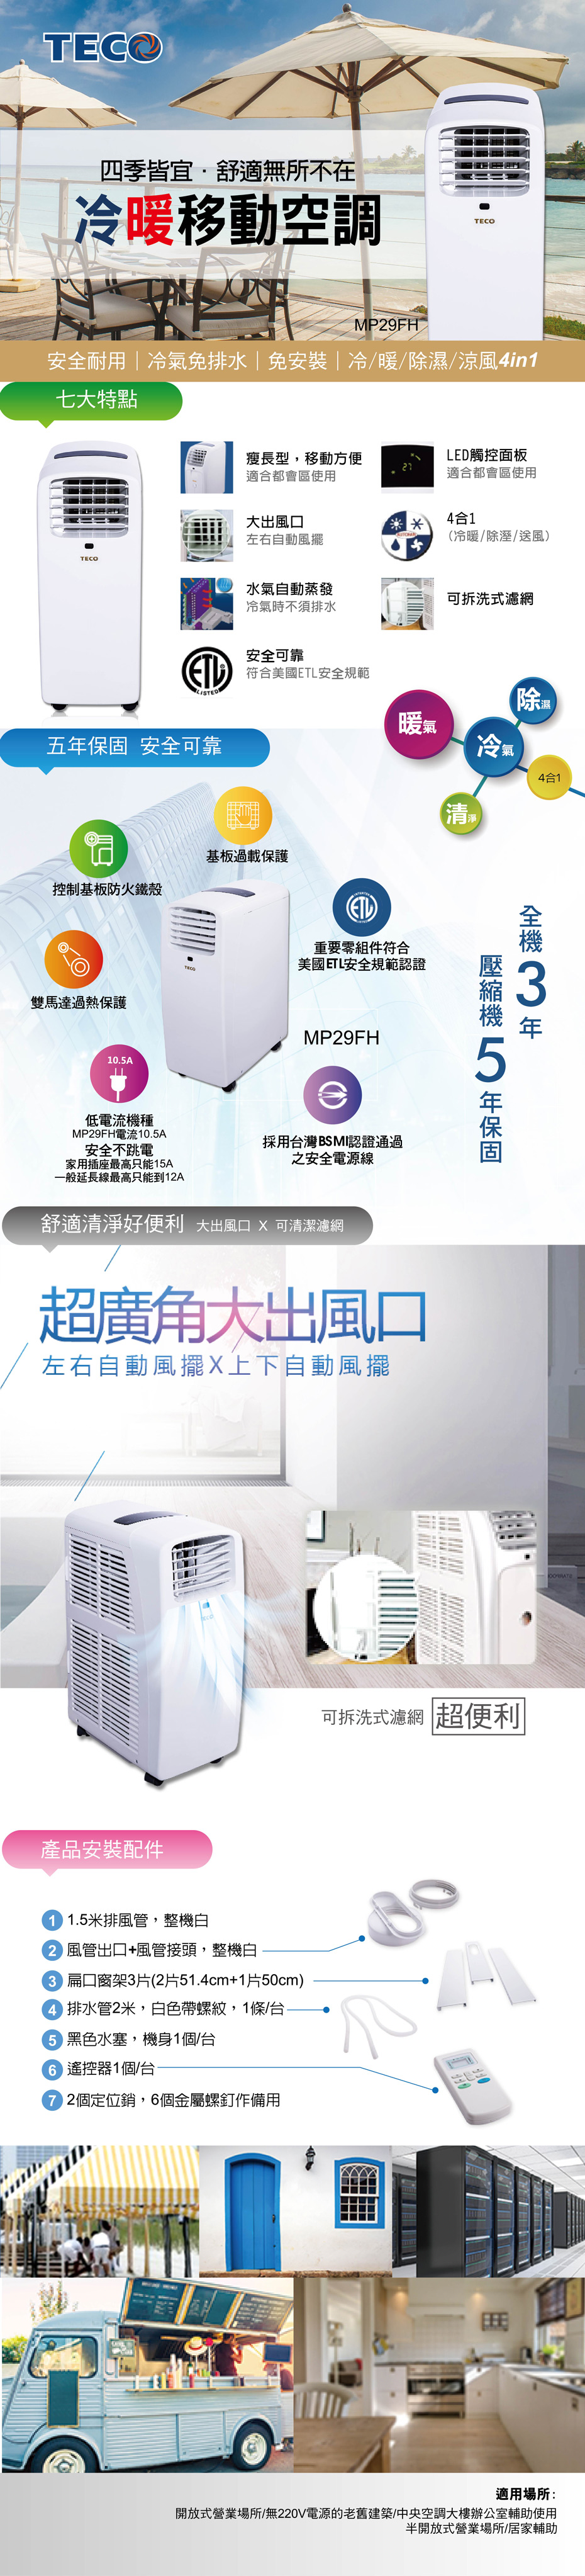 TECO
四季皆宜．舒適無所不在
冷暖移動空調
TECO
MP29FH
安全耐用｜冷氣免排水｜免安裝｜冷/暖/除濕/涼風4in1
七大特點
TECO
瘦長型，移動方便
適合都會區使用
LED觸控面板
適合都會區使用
大出風口
左右自動風擺
4合1
（冷暖/除溼/送風）
水氣自動蒸發
冷氣時不須排水
可拆洗式濾網
ETL
LISTED
安全可靠
符合美國ETL安全規範
五年保固 安全可靠
暖氣
除濕
冷氣
4合1
清淨
基板過載保護
控制基板防火鐵殼
ETL
重要零組件符合
美國ETL安全規範認證
雙馬達過熱保護
TECO
MP29FH
全機3年
壓縮機5年保固
10.5A
低電流機種
MP29FH電流10.5A
安全不跳電
家用插座最高只能15A
一般延長線最高只能到12A
採用台灣BSMI認證通過
之安全電源線
舒適清淨好便利 大出風口 X 可清潔濾網
超廣角大出風口
左右自動風擺X上下自動風擺
可拆洗式濾網 超便利
產品安裝配件
1 1.5米排風管，整機白
2 風管出口+風管接頭，整機白
3 扁口窗架3片(2片51.4cm+1片50cm)
4 排水管2米，白色帶螺紋，1條/台
5 黑色水塞，機身1個/台
6 遙控器1個/台
7 2個定位銷，6個金屬螺釘作備用
適用場所：
開放式營業場所/無220V電源的老舊建築/中央空調大樓辦公室輔助使用
半開放式營業場所/居家輔助